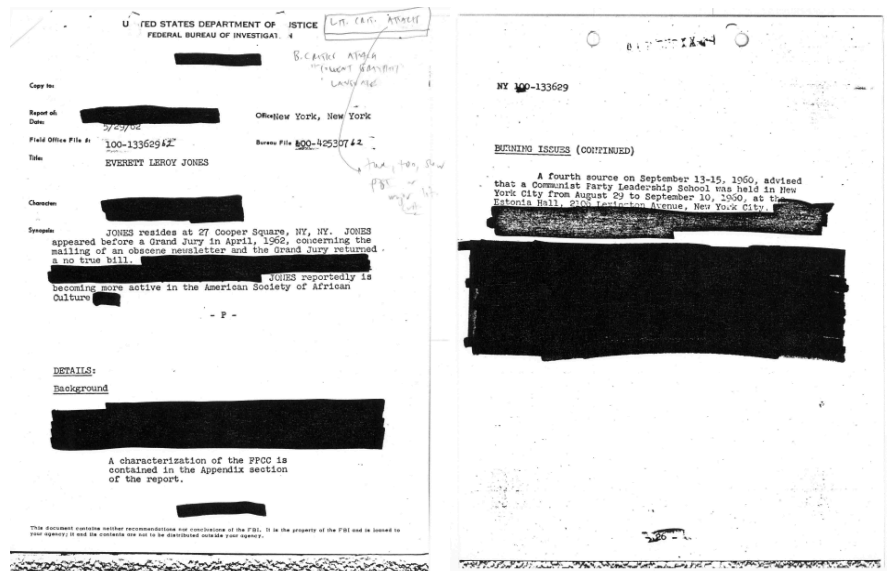 UNITED STATES DEPARTMENT OF JUSTICE
FEDERAL BUREAU OF INVESTIGATION
LIT. CRIT. ATTACK
Copy to:
Report of:
Office: New York, New York
Date:
5/29/62
Field Office File #:
100-133629
Bureau File #:
100-425307
Title:
EVERETT LEROY JONES
Character:
Synopsis:
JONES resides at 27 Cooper Square, NY, NY. JONES
appeared before a Grand Jury in April, 1962, concerning the
mailing of an obscene newsletter and the Grand Jury returned
a no true bill.
JONES reportedly is
becoming more active in the American Society of African
Culture
- P -
DETAILS:
Background
A characterization of the FPCC is
contained in the Appendix section
of the report.
This document contains neither recommendations nor conclusions of the FBI. It is the property of the FBI and is loaned to
your agency; it and its contents are not to be distributed outside your agency.
NY 100-133629
BURNING ISSUES (CONTINUED)
A fourth source on September 13-15, 1960, advised
that a Communist Party Leadership School was held in New
York City from August 29 to September 10, 1960, at the
Estonia Hall, 2106 Lexington Avenue, New York City.
- 26 -